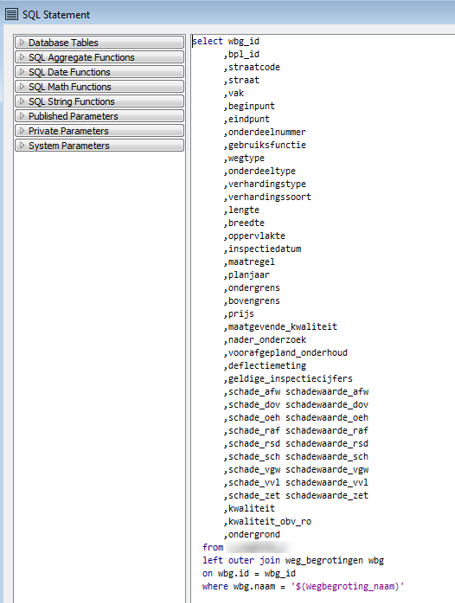 SQL Statement
Database Tables
SQL Aggregate Functions
SQL Date Functions
SQL Math Functions
SQL String Functions
Published Parameters
Private Parameters
System Parameters
select wbg_id
,bpl_id
,straatcode
,straat
,vak
,beginpunt
,eindpunt
,onderdeelnummer
,gebruiksfunctie
,wegtype
,onderdeeltype
,verhardingstype
,verhardingssoort
,lengte
,breedte
,oppervlakte
,inspectiedatum
,maatregel
,planjaar
,ondergrens
,bovengrens
,prijs
,maatgevende_kwaliteit
,nader_onderzoek
,voorafgepland_onderhoud
,deflectiemeting
,geldige_inspectiecijfers
,schade_afw schadewaarde_afw
,schade_dov schadewaarde_dov
,schade_oeh schadewaarde_oeh
,schade_raf schadewaarde_raf
,schade_rsd schadewaarde_rsd
,schade_sch schadewaarde_sch
,schade_vgw schadewaarde_vgw
,schade_vvl schadewaarde_vvl
,schade_zet schadewaarde_zet
,kwaliteit
,kwaliteit_obv_ro
,ondergrond
from
left outer join weg_begrotingen wbg
on wbg.id = wbg_id
where wbg.naam = '$(wegbegroting_naam)'